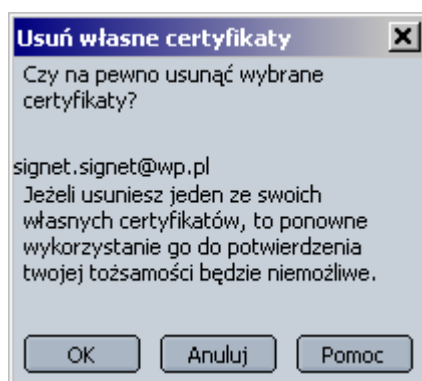 Usuń własne certyfikaty
Czy na pewno usunąć wybrane
certyfikaty?
signet.signet@wp.pl
Jeżeli usuniesz jeden ze swoich
własnych certyfikatów, to ponowne
wykorzystanie go do potwierdzenia
twojej tożsamości będzie niemożliwe.
OK Anuluj Pomoc